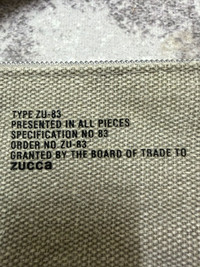 TYPE ZU-83
PRESENTED IN ALL PIECES
SPECIFICATION NO.83
ORDER NO.ZU-83
GRANTED BY THE BOARD OF TRADE TO
zucca